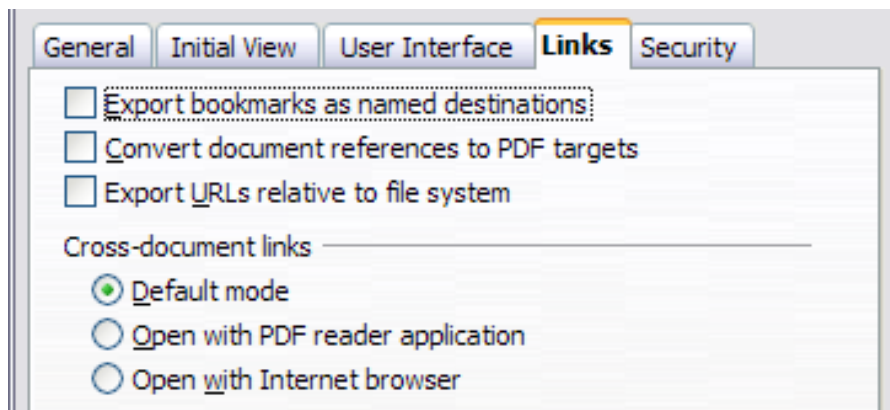 General Initial View User Interface Links Security
Export bookmarks as named destinations
Convert document references to PDF targets
Export URLs relative to file system
Cross-document links
Default mode
Open with PDF reader application
Open with Internet browser